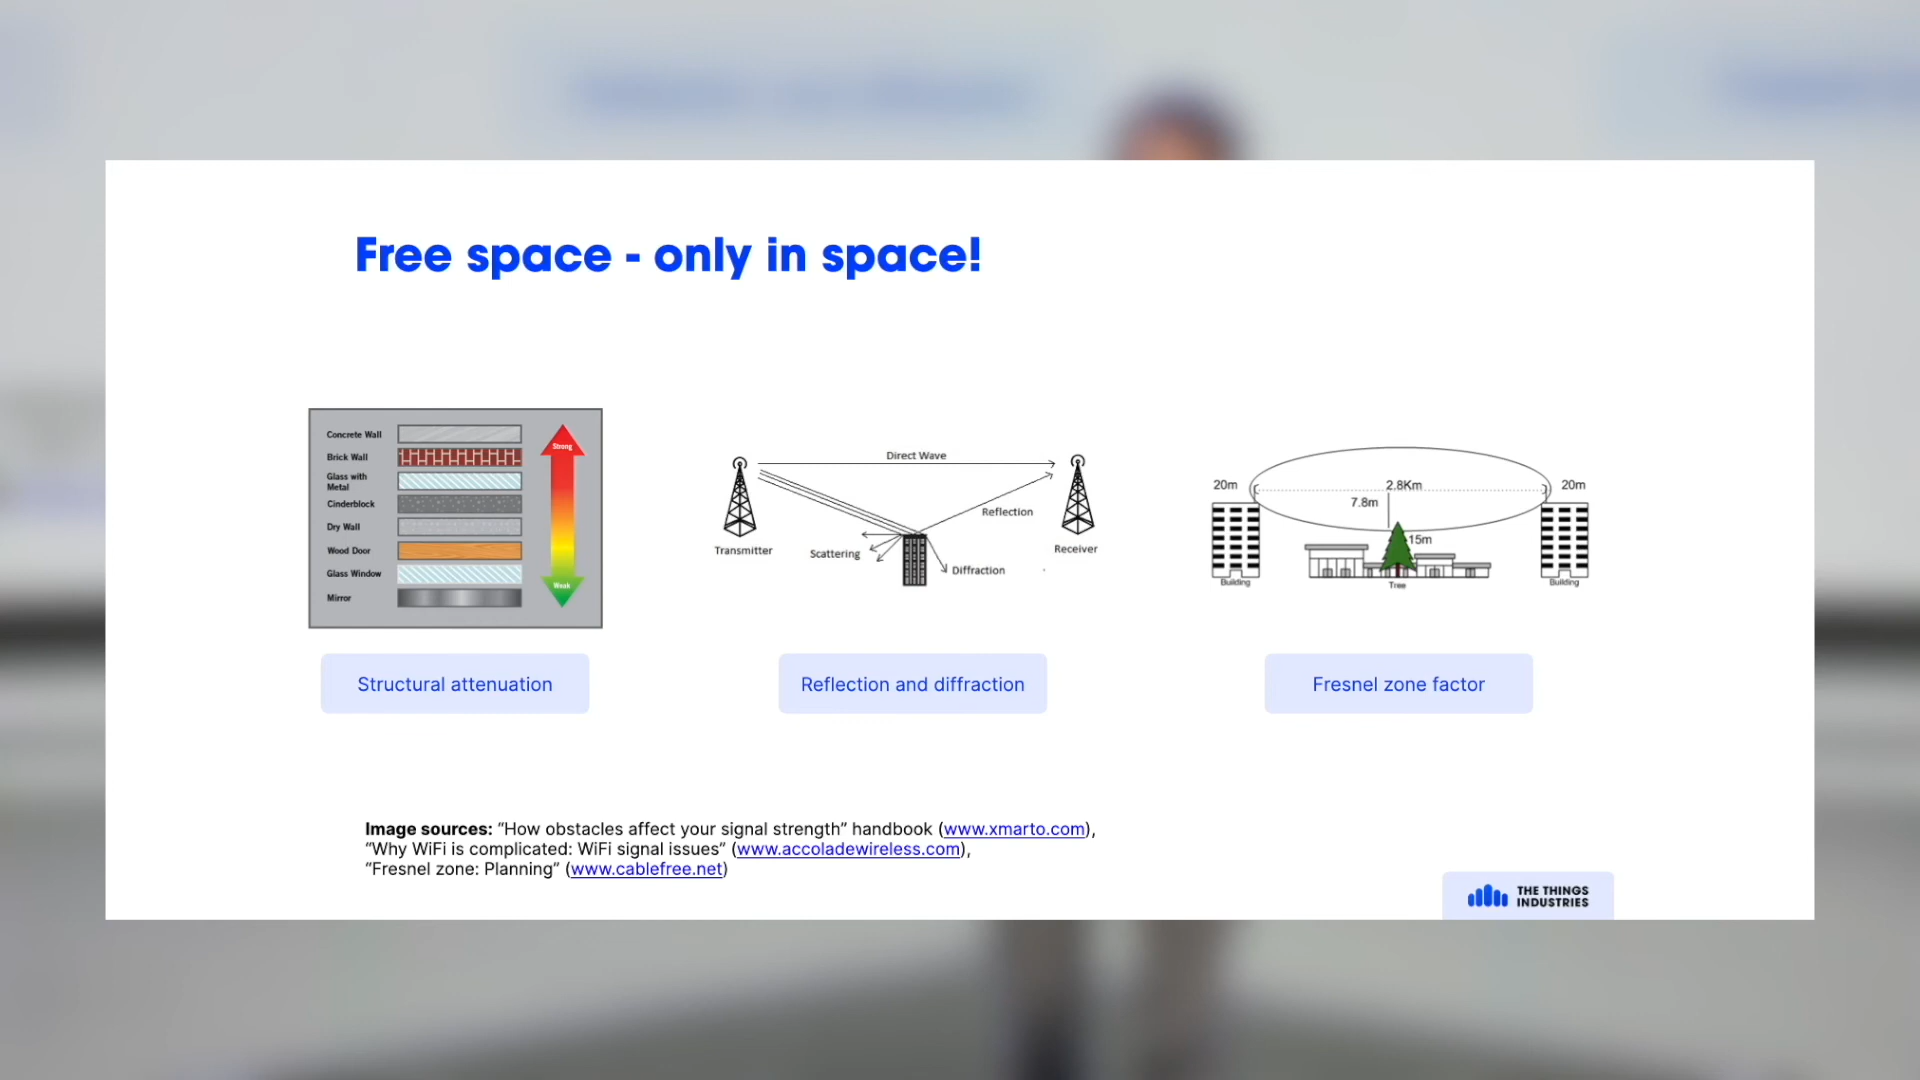 Free space - only in space!
Concrete Wall
Brick Wall
Glass with
Metal
Cinderblock
Dry Wall
Wood Door
Glass Window
Mirror
Strong
Weak
Direct Wave
Reflection
Transmitter
Scattering
Diffraction
Receiver
20m
2.8Km
20m
7.8m
15m
Building
Tree
Building
Structural attenuation
Reflection and diffraction
Fresnel zone factor
Image sources: “How obstacles affect your signal strength” handbook (www.xmarto.com),
“Why WiFi is complicated: WiFi signal issues” (www.accoladewireless.com),
“Fresnel zone: Planning” (www.cablefree.net)
THE THINGS
INDUSTRIES